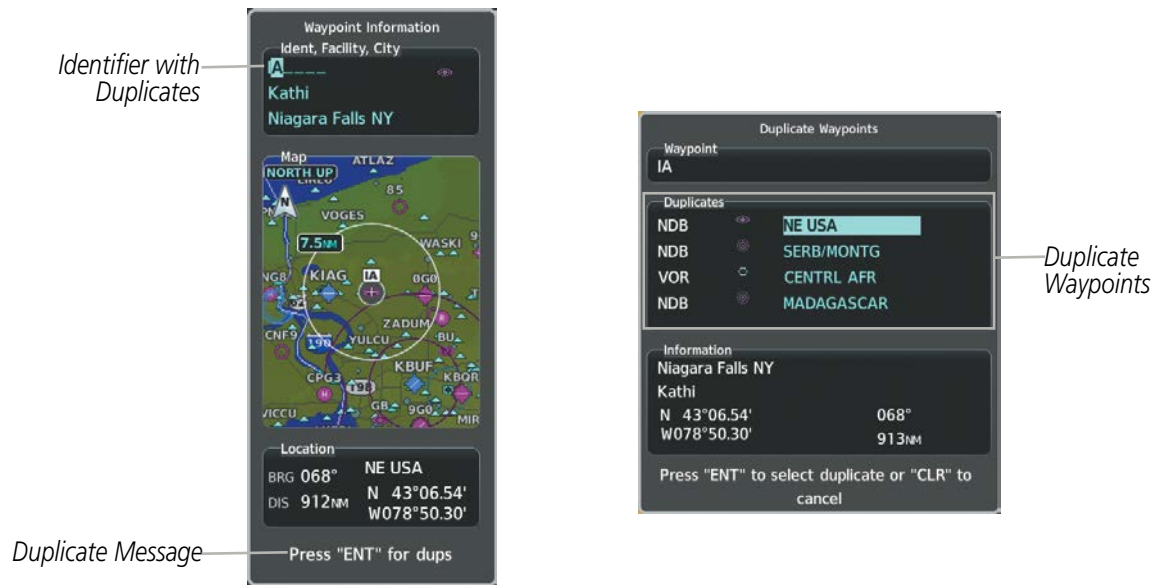 Waypoint Information
Ident, Facility, City
Identifier with
Duplicates
IA____
Kathi
Niagara Falls NY
Map
ATLAZ
NORTH UP
85
N
VOGES
7.5NM
WASKI
NG8
KIAG
IA
0G0
CNF9
190
ZADUM
YULCU
BU
KBUF
KBQR
CPG3
T98
VICCU
GB
9G0
MIR
Location
BRG 068° NE USA
DIS 912NM N 43°06.54'
W078°50.30'
Duplicate Message
Press "ENT" for dups
Duplicate Waypoints
Waypoint
IA
Duplicates
NDB NE USA
NDB SERB/MONTG
VOR CENTRL AFR
NDB MADAGASCAR
Duplicate
Waypoints
Information
Niagara Falls NY
Kathi
N 43°06.54' 068°
W078°50.30' 913NM
Press "ENT" to select duplicate or "CLR" to
cancel